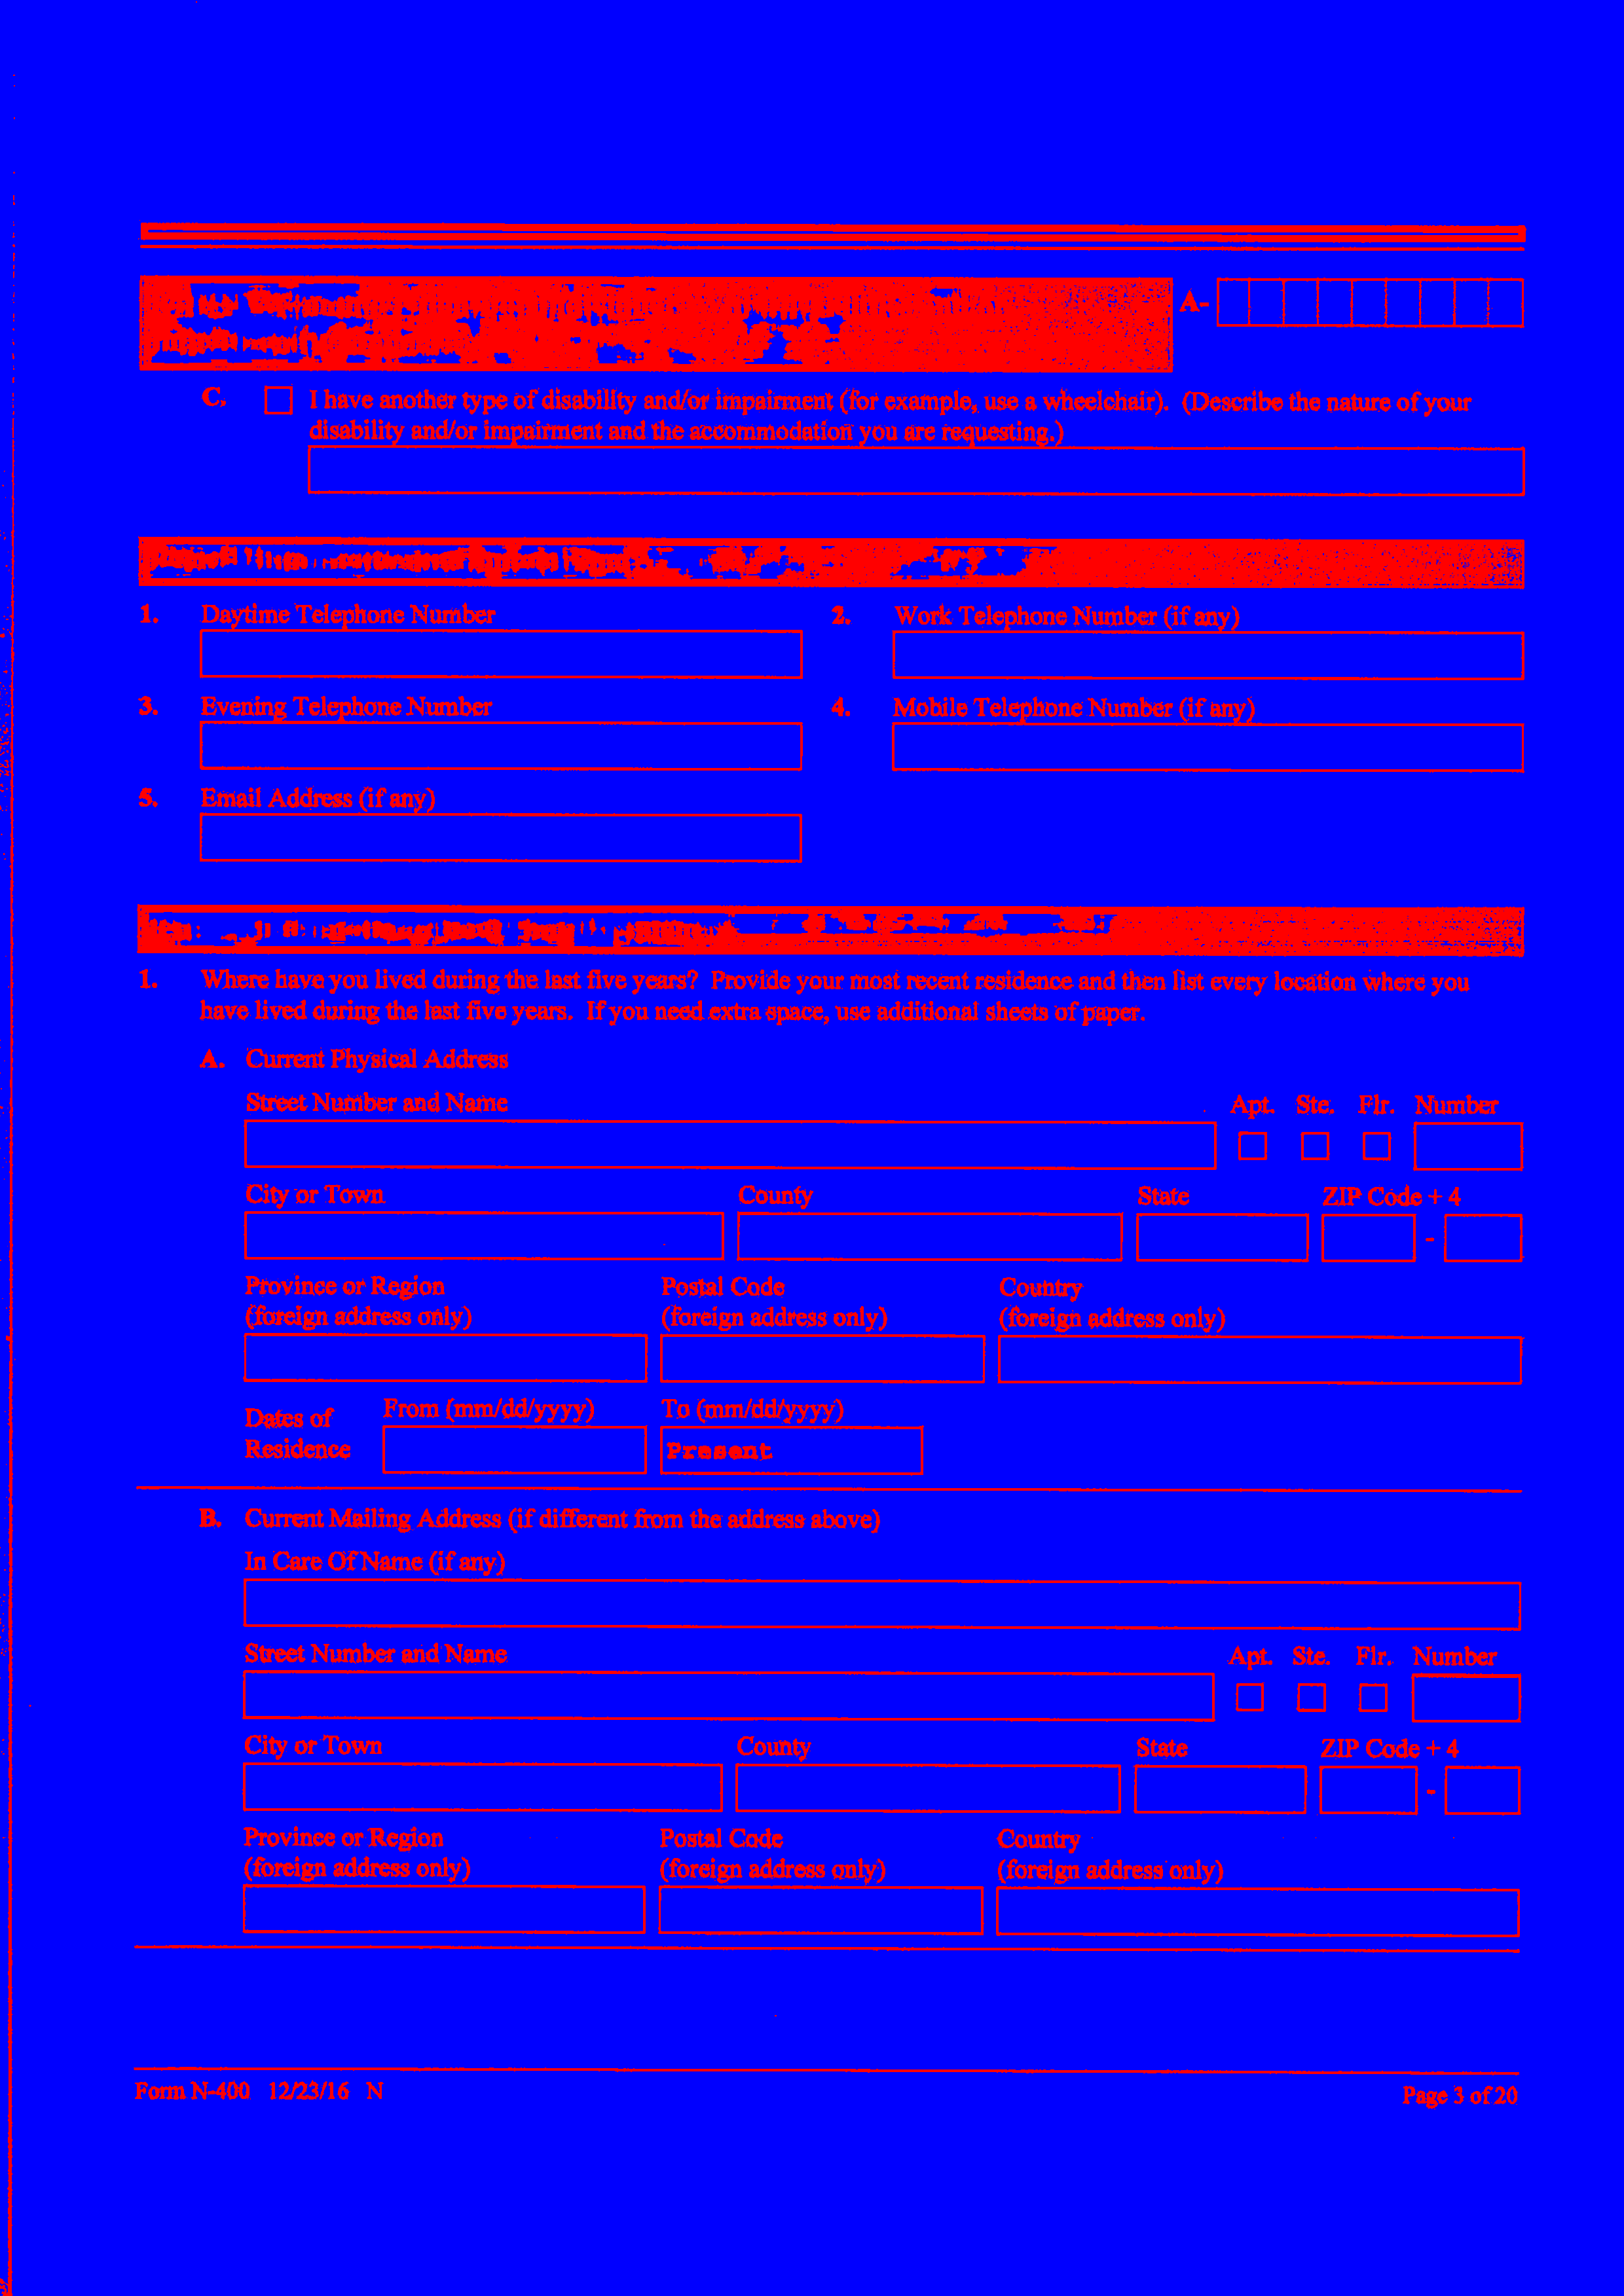 A-
C. I have another type of disability and/or impairment (for example, use a wheelchair). (Describe the nature of your
disability and/or impairment and the accommodation you are requesting.)
1. Daytime Telephone Number
2. Work Telephone Number (if any)
3. Evening Telephone Number
4. Mobile Telephone Number (if any)
5. Email Address (if any)
1. Where have you lived during the last five years? Provide your most recent residence and then list every location where you
have lived during the last five years. If you need extra space, use additional sheets of paper.
A. Current Physical Address
Street Number and Name Apt. Ste. Flr. Number
City or Town County State ZIP Code + 4
-
Province or Region Postal Code Country
(foreign address only) (foreign address only) (foreign address only)
Dates of From (mm/dd/yyyy) To (mm/dd/yyyy)
Residence Present
B. Current Mailing Address (if different from the address above)
In Care Of Name (if any)
Street Number and Name Apt. Ste. Flr. Number
City or Town County State ZIP Code + 4
-
Province or Region Postal Code Country
(foreign address only) (foreign address only) (foreign address only)
Form N-400 12/23/16 N Page 3 of 20